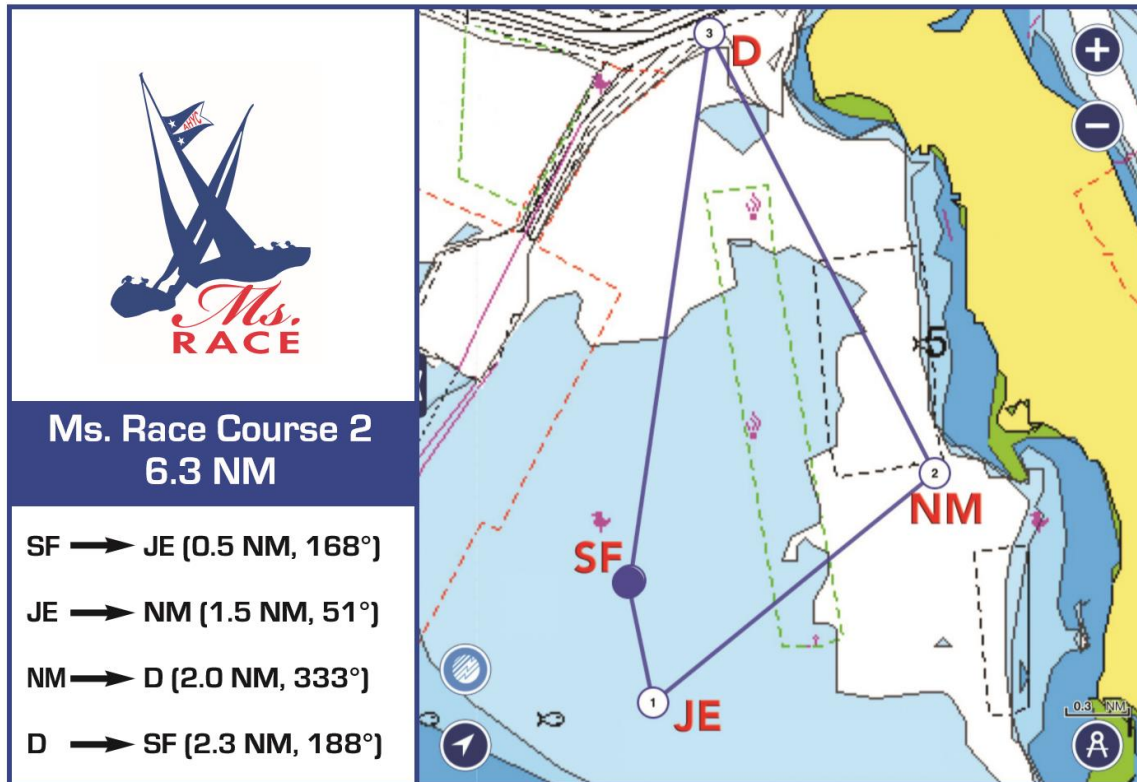 AHYC
Ms.
RACE
Ms. Race Course 2
6.3 NM
SF → JE (0.5 NM, 168°)
JE → NM (1.5 NM, 51°)
NM → D (2.0 NM, 333°)
D → SF (2.3 NM, 188°)
3
D
+
−
5
2
NM
SF
1
JE
0.3 NM